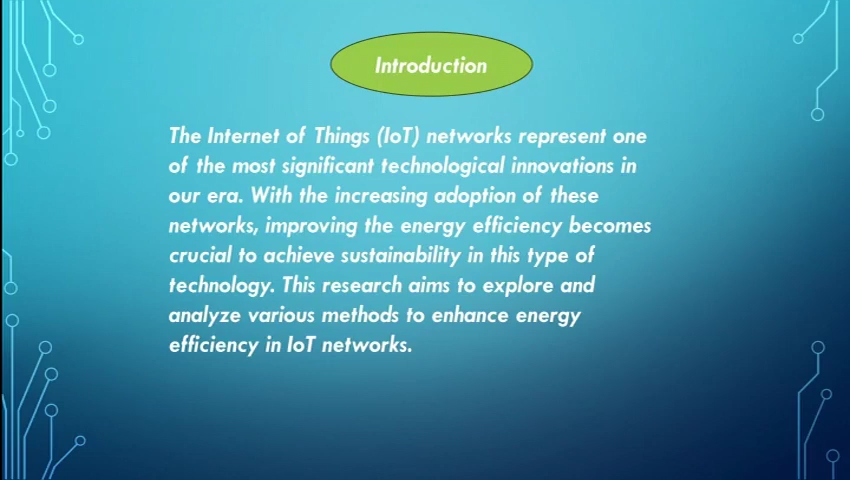 Introduction
The Internet of Things (IoT) networks represent one
of the most significant technological innovations in
our era. With the increasing adoption of these
networks, improving the energy efficiency becomes
crucial to achieve sustainability in this type of
technology. This research aims to explore and
analyze various methods to enhance energy
efficiency in IoT networks.